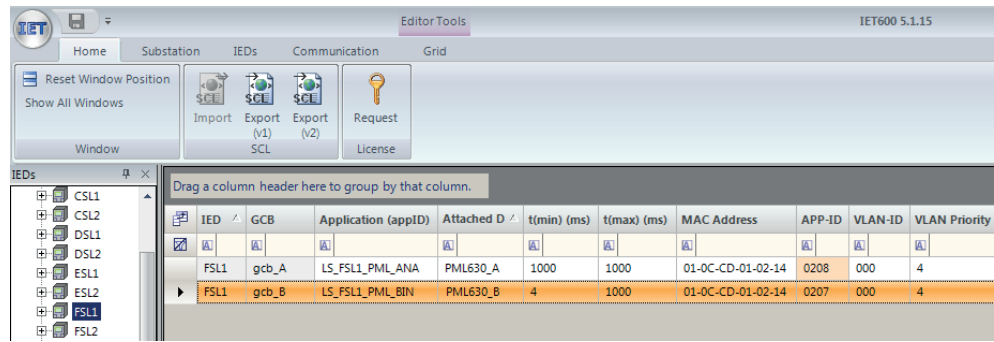 IET
Editor Tools
IET600 5.1.15
Home Substation IEDs Communication Grid
Reset Window Position
Show All Windows
Window
SCL
Import
SCL
Export (v1)
SCL
Export (v2)
SCL
Request
License
IEDs
CSL1
CSL2
DSL1
DSL2
ESL1
ESL2
FSL1
FSL2
Drag a column header here to group by that column.
IED GCB Application (appID) Attached D t(min) (ms) t(max) (ms) MAC Address APP-ID VLAN-ID VLAN Priority
A A A A A A A A A A
FSL1 gcb_A LS_FSL1_PML_ANA PML630_A 1000 1000 01-0C-CD-01-02-14 0208 000 4
FSL1 gcb_B LS_FSL1_PML_BIN PML630_B 4 1000 01-0C-CD-01-02-14 0207 000 4